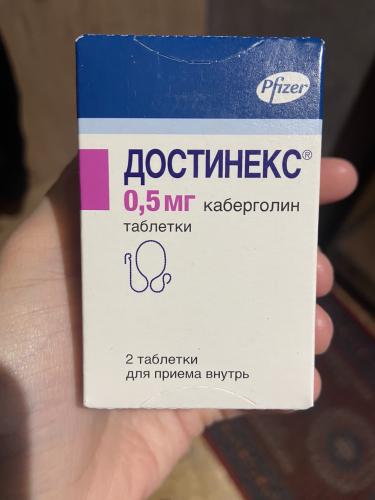 Pfizer
ДОСТИНЕКС®
0,5 мг каберголин
таблетки
2 таблетки
для приема внутрь